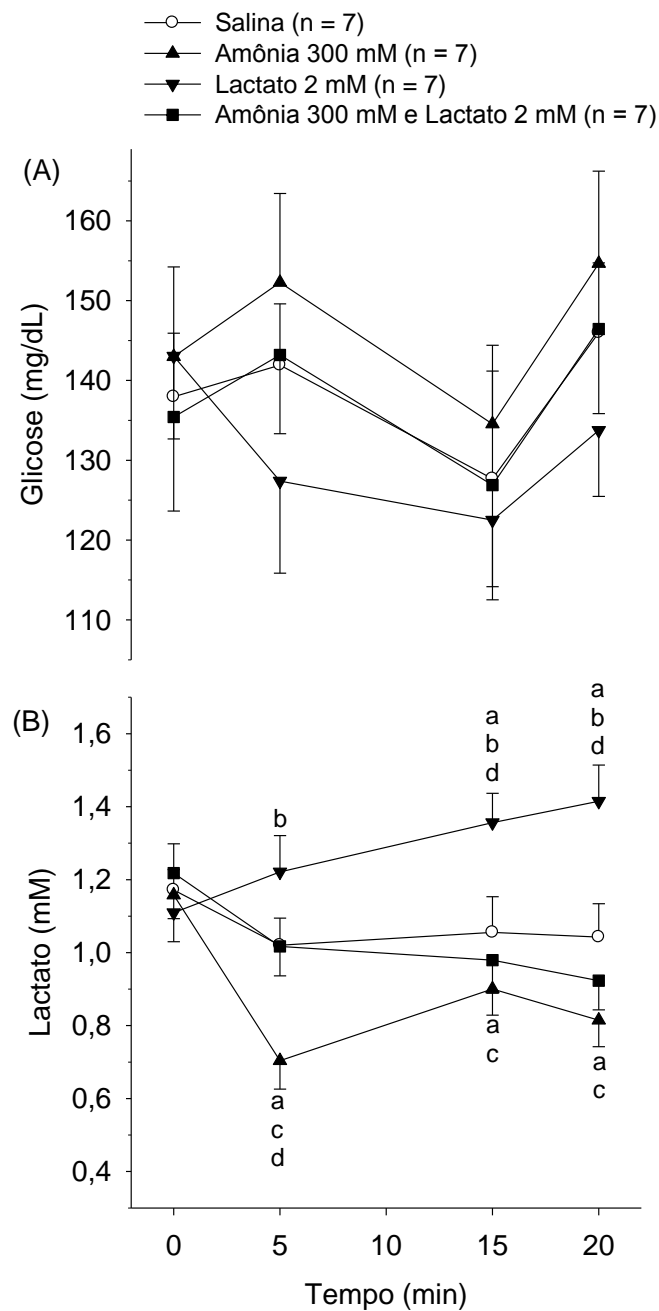 Salina (n = 7)
Amônia 300 mM (n = 7)
Lactato 2 mM (n = 7)
Amônia 300 mM e Lactato 2 mM (n = 7)
(A)
160
150
140
130
120
110
Glicose (mg/dL)
(B)
1,6
1,4
1,2
1,0
0,8
0,6
0,4
Lactato (mM)
b
a
b
d
a
b
d
a
c
d
a
c
a
c
0
5
10
15
20
Tempo (min)